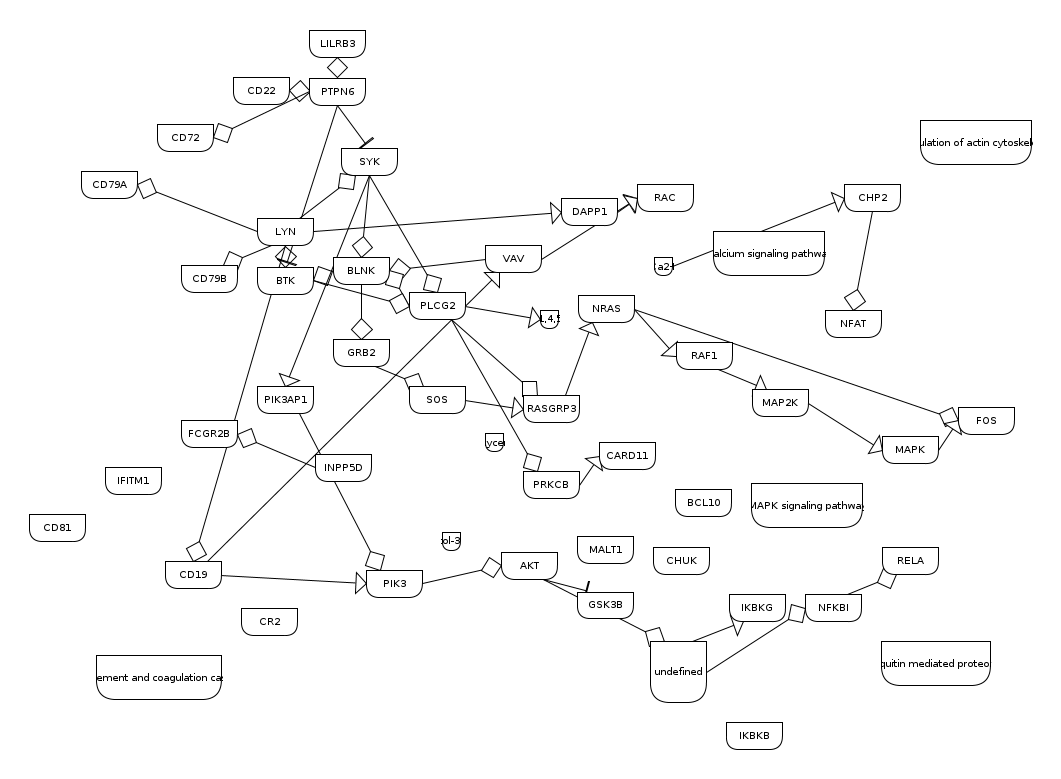 LILRB3
CD22
PTPN6
CD72
SYK
ulation of actin cytoskel
CD79A
RAC
CHP2
DAPP1
LYN
CD79B
BTK
BLNK
VAV
alcium signaling pathwa
a2
PLCG2
NRAS
NFAT
1,4,5
GRB2
RAF1
PIK3AP1
SOS
RASGRP3
MAP2K
FOS
FCGR2B
ycer
CARD11
MAPK
INPP5D
IFITM1
PRKCB
BCL10
MAPK signaling pathwa
CD81
ol-3
MALT1
CHUK
RELA
CD19
PIK3
AKT
GSK3B
IKBKG
NFKBI
CR2
ement and coagulation cas
undefined
quitin mediated proteo
IKBKB